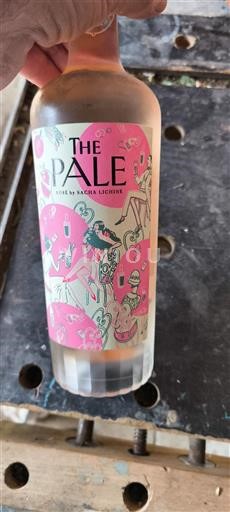 THE
PALE
ROSÉ by SACHA LICHINE